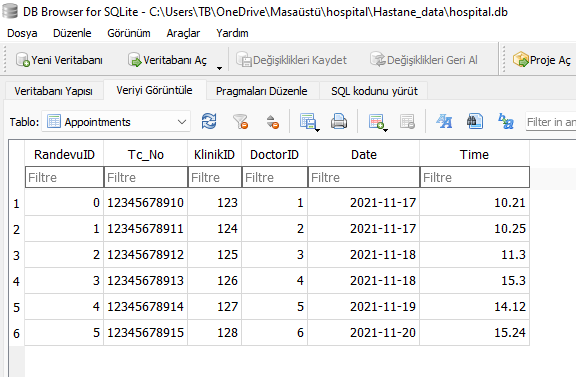 DB Browser for SQLite - C:\Users\TB\OneDrive\Masaüstü\hospital\Hastane_data\hospital.db
Dosya Düzenle Görünüm Araçlar Yardım
Yeni Veritabanı Veritabanı Aç Değişiklikleri Kaydet Değişiklikleri Geri Al Proje Aç
Veritabanı Yapısı Veriyi Görüntüle Pragmaları Düzenle SQL kodunu yürüt
Tablo: Appointments Filter in an
RandevuID Tc_No KlinikID DoctorID Date Time
Filtre Filtre Filtre Filtre Filtre Filtre
1 0 12345678910 123 1 2021-11-17 10.21
2 1 12345678911 124 2 2021-11-17 10.25
3 2 12345678912 125 3 2021-11-18 11.3
4 3 12345678913 126 4 2021-11-18 15.3
5 4 12345678914 127 5 2021-11-19 14.12
6 5 12345678915 128 6 2021-11-20 15.24